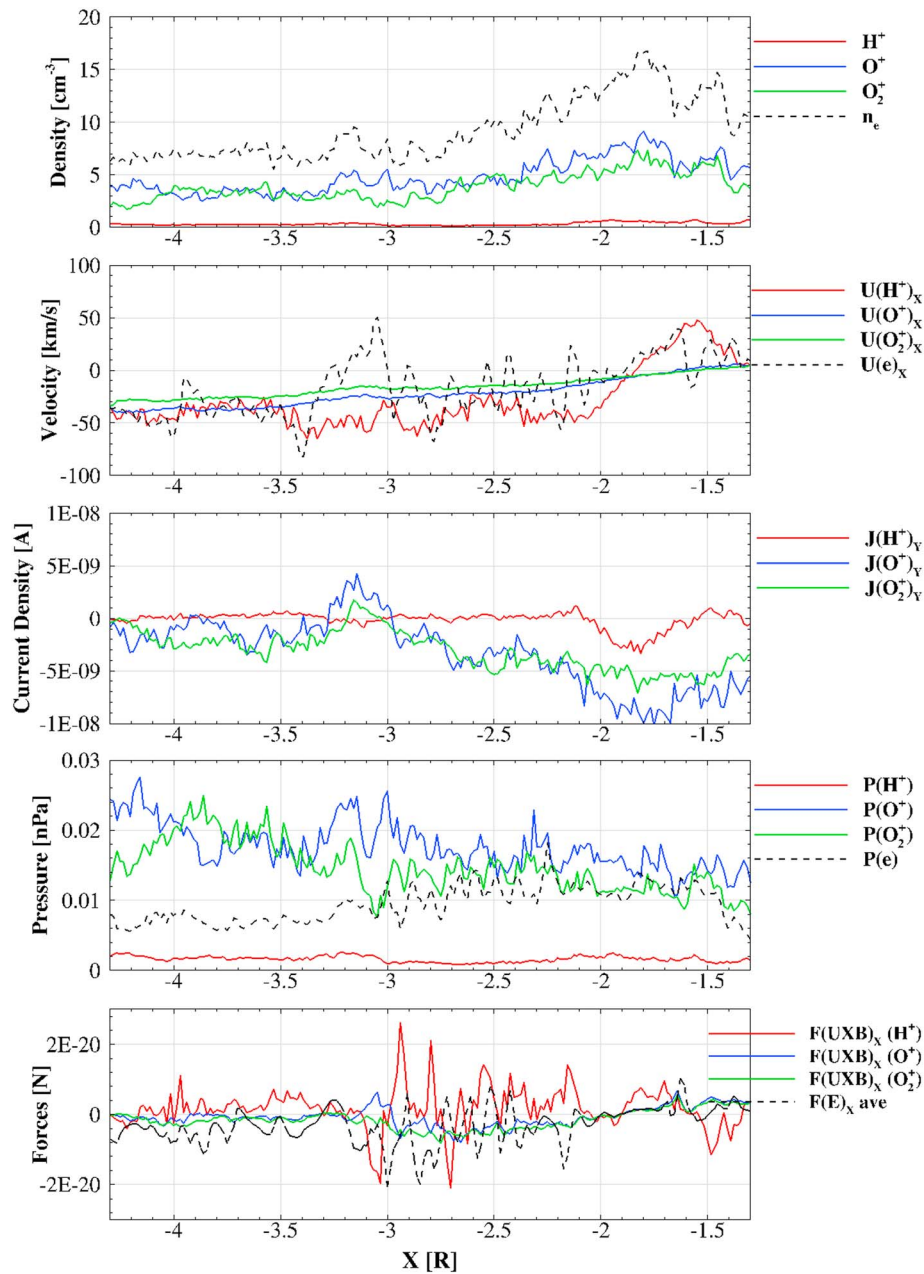 20
15
10
5
0
Density [cm⁻³]
-4 -3.5 -3 -2.5 -2 -1.5
H⁺
O⁺
O₂⁺
nₑ
100
50
0
-50
-100
Velocity [km/s]
-4 -3.5 -3 -2.5 -2 -1.5
U(H⁺)ₓ
U(O⁺)ₓ
U(O₂⁺)ₓ
U(e)ₓ
1E-08
5E-09
0
-5E-09
-1E-08
Current Density [A]
-4 -3.5 -3 -2.5 -2 -1.5
J(H⁺)Y
J(O⁺)Y
J(O₂⁺)Y
0.03
0.02
0.01
0
Pressure [nPa]
-4 -3.5 -3 -2.5 -2 -1.5
P(H⁺)
P(O⁺)
P(O₂⁺)
P(e)
2E-20
0
-2E-20
Forces [N]
-4 -3.5 -3 -2.5 -2 -1.5
X [R]
F(UXB)ₓ (H⁺)
F(UXB)ₓ (O⁺)
F(UXB)ₓ (O₂⁺)
F(E)ₓ ave